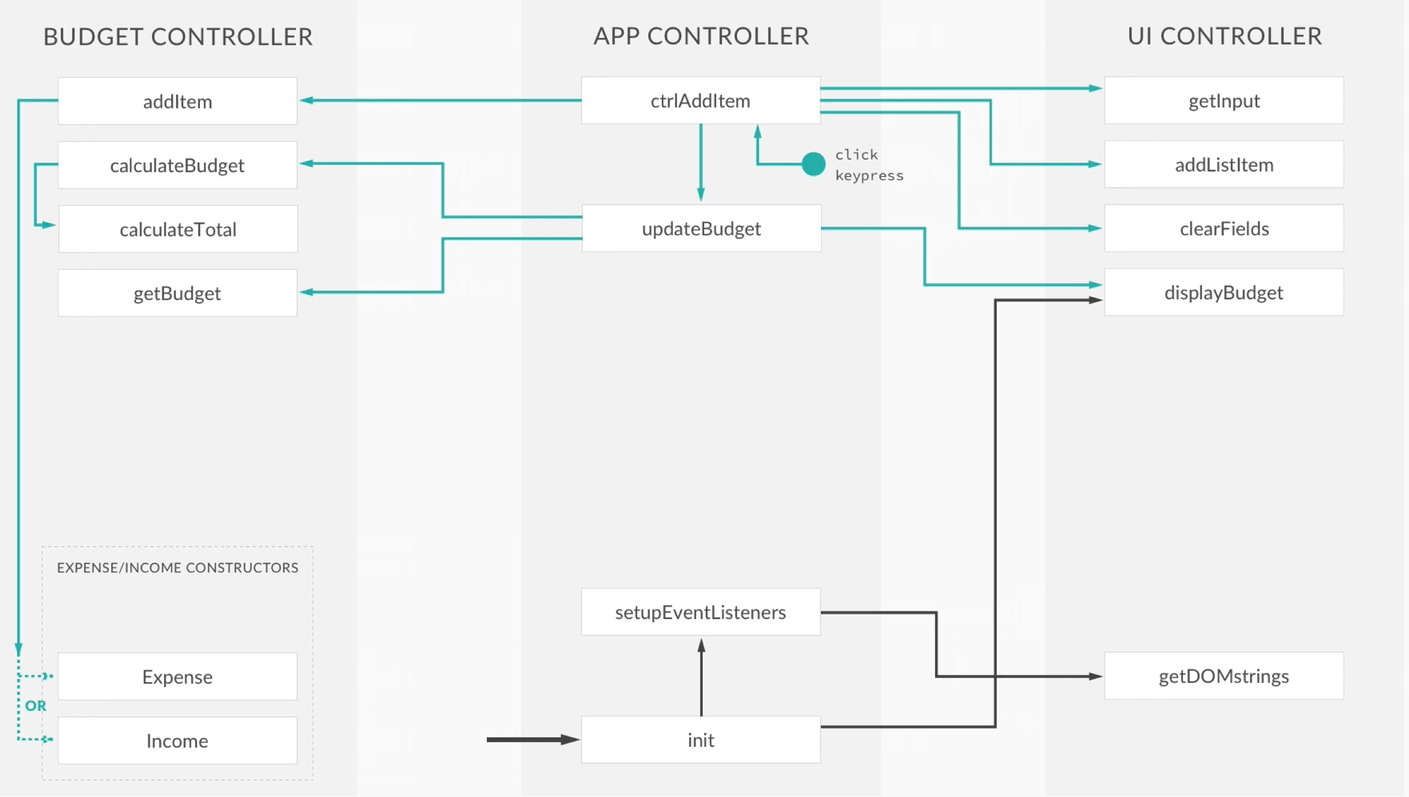 BUDGET CONTROLLER
APP CONTROLLER
UI CONTROLLER
addItem
ctrlAddItem
getInput
calculateBudget
click
keypress
addListItem
calculateTotal
updateBudget
clearFields
getBudget
displayBudget
EXPENSE/INCOME CONSTRUCTORS
setupEventListeners
Expense
getDOMstrings
OR
Income
init